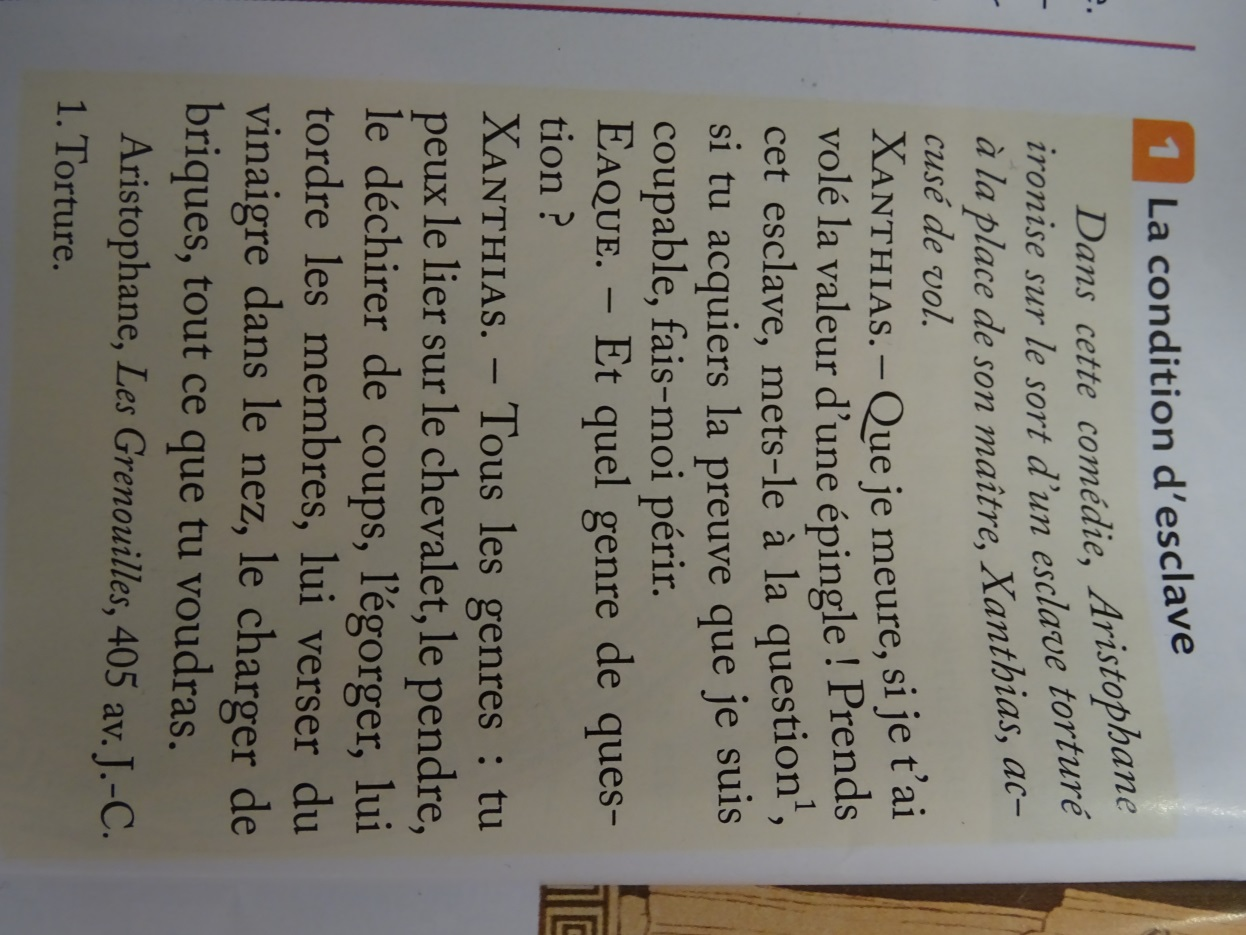 1 La condition d'esclave
Dans cette comédie, Aristophane
ironise sur le sort d'un esclave torturé
à la place de son maître, Xanthias, ac-
cusé de vol.
XANTHIAS. – Que je meure, si je t'ai
volé la valeur d'une épingle ! Prends
cet esclave, mets-le à la question¹,
si tu acquiers la preuve que je suis
coupable, fais-moi périr.
EAQUE. – Et quel genre de ques-
tion ?
XANTHIAS. – Tous les genres : tu
peux le lier sur le chevalet, le pendre,
le déchirer de coups, l'égorger, lui
tordre les membres, lui verser du
vinaigre dans le nez, le charger de
briques, tout ce que tu voudras.
Aristophane, Les Grenouilles, 405 av. J.-C.
1. Torture.